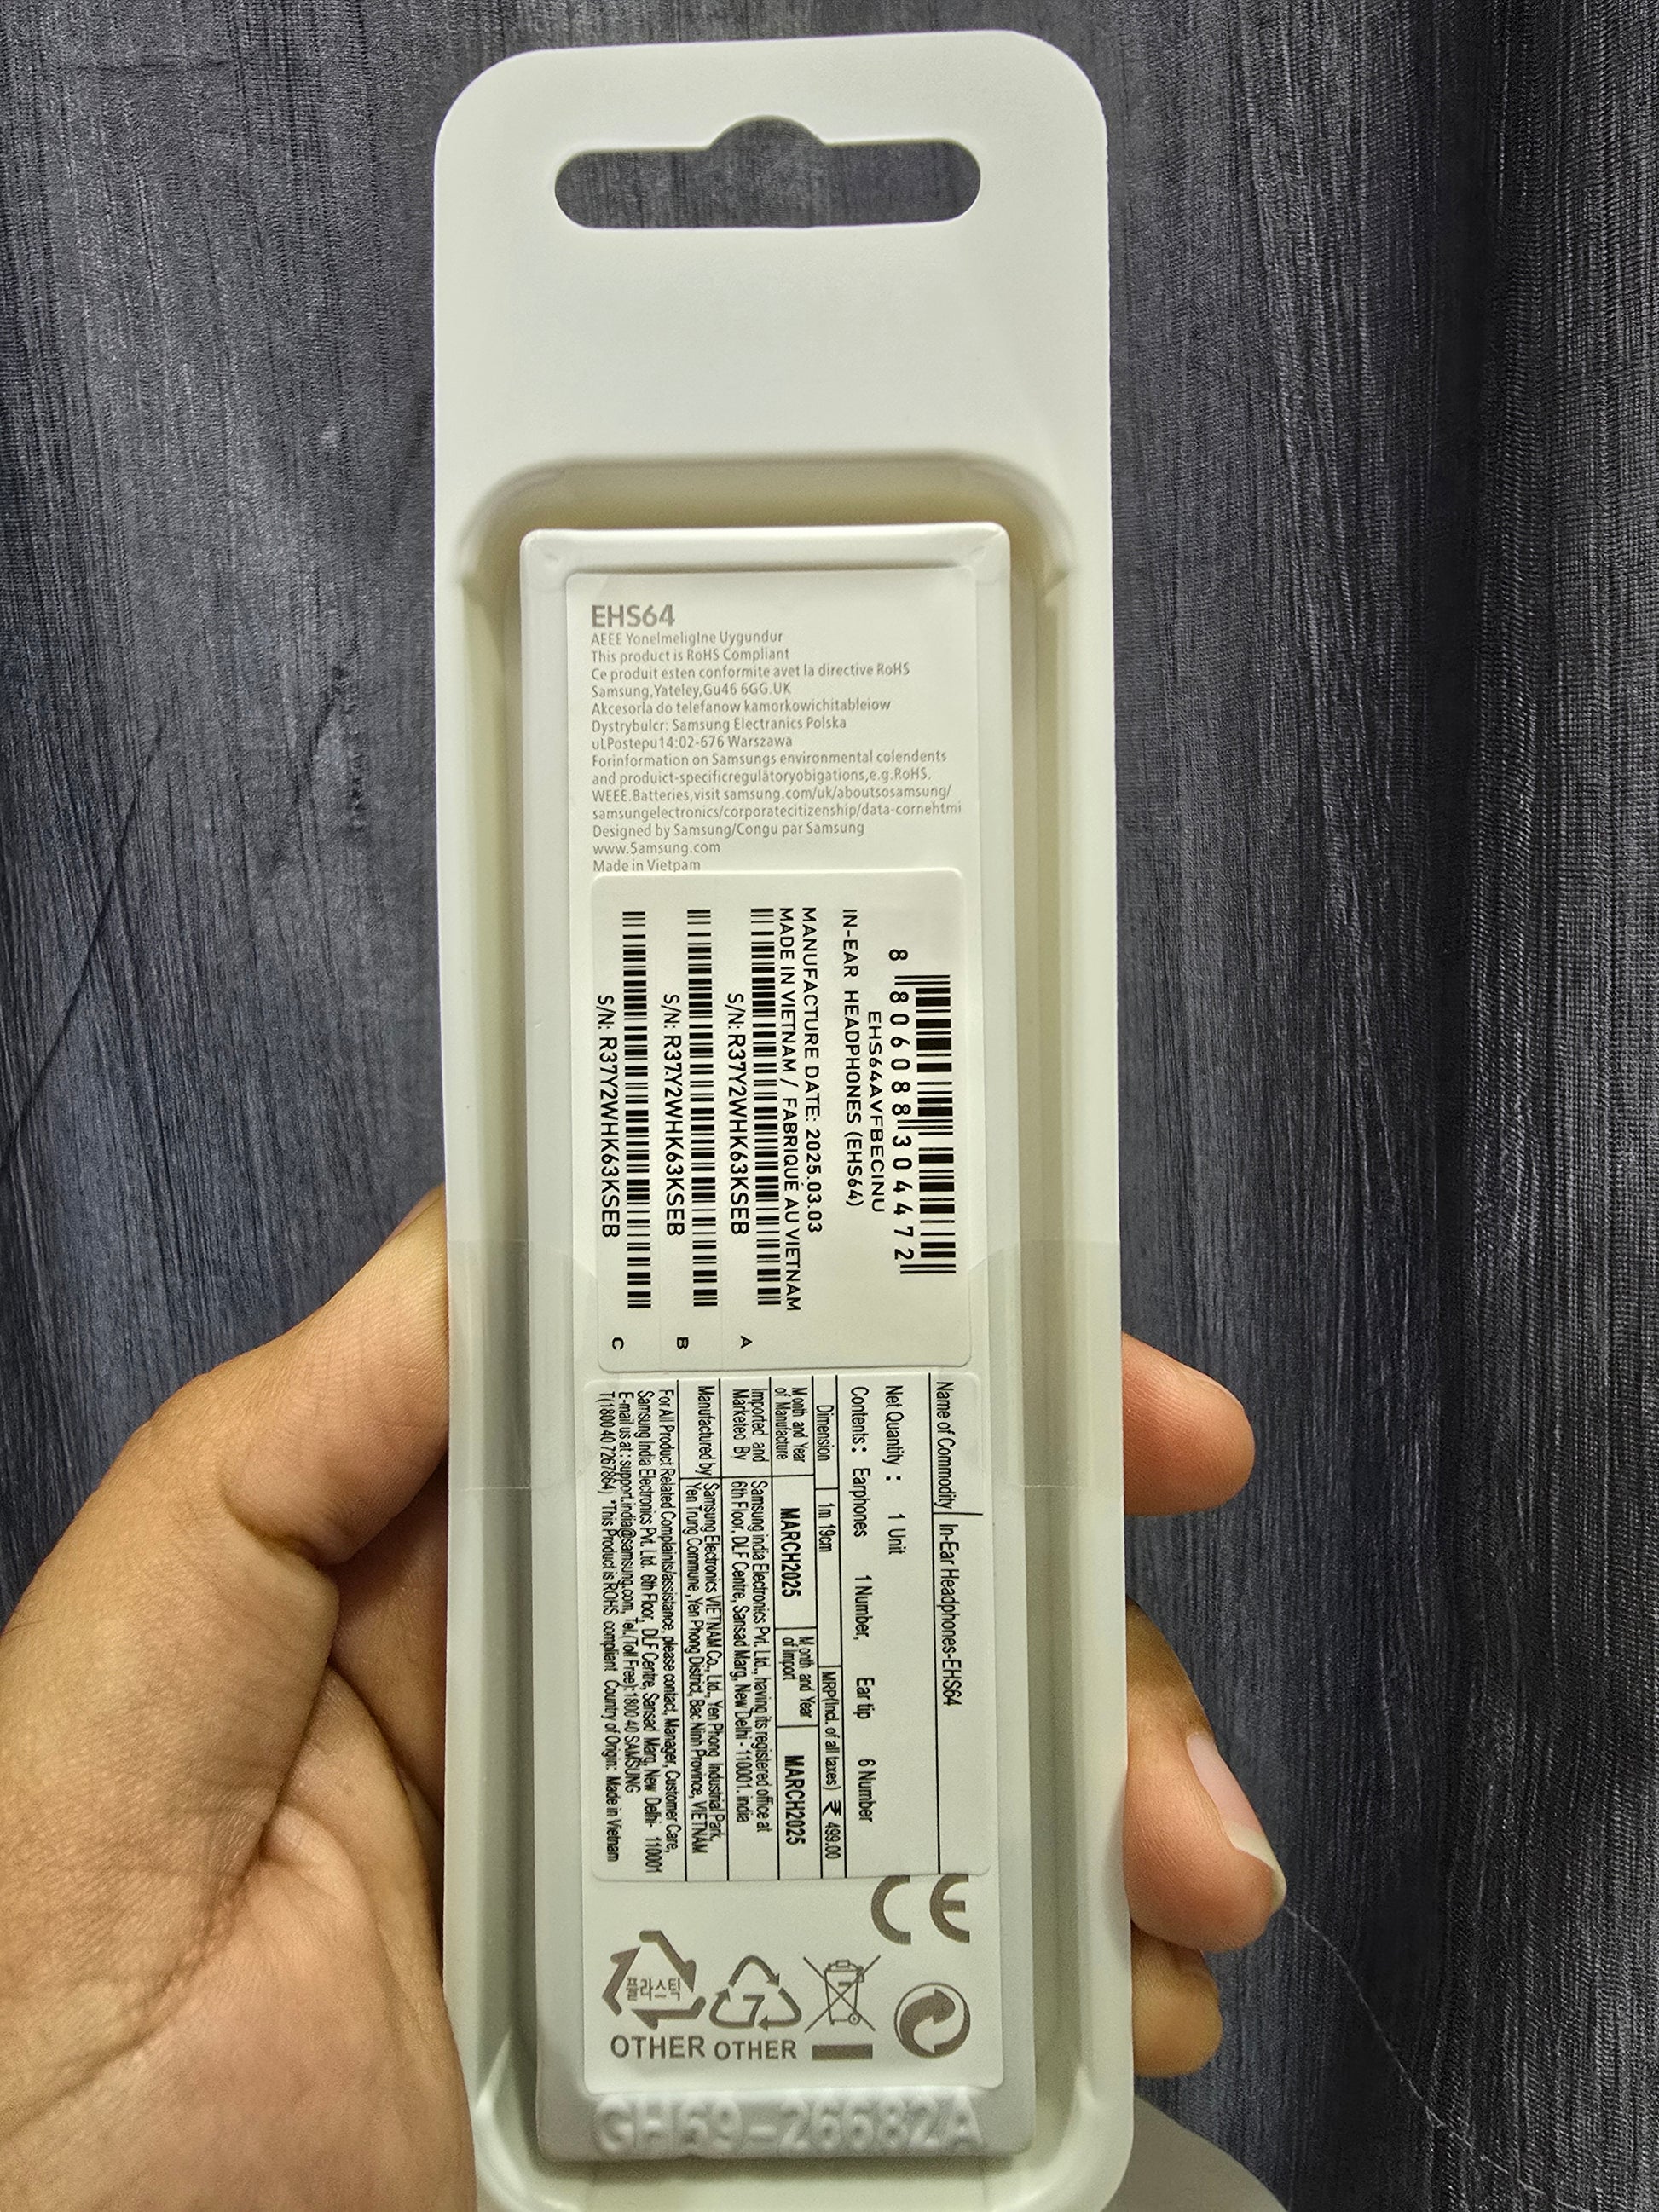 EHS64
AEEE Yonelmeligine Uygundur
This product is RoHS Compliant
Ce produit esten conformite avet la directive RoHS
Samsung,Yateley,Gu46 6GG.UK
Akcesorla do telefanow kamorkowichitableiow
Dystrybulcr: Samsung Electranics Polska
uLPostepu14:02-676 Warszawa
Forinformation on Samsungs environmental colendents
and produict-specificregulätoryobigations,e.g.RoHS.
WEEE.Batteries,visit samsung.com/uk/aboutsosamsung/
samsungelectronics/corporatecitizenship/data-cornehtmi
Designed by Samsung/Congu par Samsung
www.5amsung.com
Made in Vietpam
8 806088 304472
EHS64AVFBECINU
IN-EAR HEADPHONES (EHS64)
MANUFACTURE DATE: 2025.03.03
MADE IN VIETNAM / FABRIQUÉ AU VIETNAM
S/N: R37Y2WHK63KSEB A
S/N: R37Y2WHK63KSEB B
S/N: R37Y2WHK63KSEB C
Name of Commodity In-Ear Headphones-EHS64
Net Quantity : 1 Unit
Contents: Earphones 1 Number, Ear tip 6 Number
Dimension 1m 19cm MRP(Incl. of all taxes) ₹ 499.00
Month and Year of Manufacture MARCH2025 Month and Year of Import MARCH2025
Imported and Marketed By Samsung india Electronics Pvt. Ltd., having its registered office at
6th Floor, DLF Centre, Sansad Marg, New Delhi - 110001. india
Manufactured by Samsung Electronics VIETNAM Co., Ltd., Yen Phong Industrial Park,
Yen Trung Commune, Yen Phong District, Bac Ninh Province, VIETNAM
For All Product Related Complaints/assistance, please contact, Manager, Customer Care,
Samsung India Electronics Pvt. Ltd. 6th Floor, DLF Centre, Sansad Marg, New Delhi- 110001
E-mail us at : support.india@samsung.com, Tel.(Toll Free):1800 40 SAMSUNG
T(1800 40 7267864) *This Product is ROHS compliant Country of Origin: Made in Vietnam
CE
플라스틱
OTHER
7
OTHER
GH69-26682A